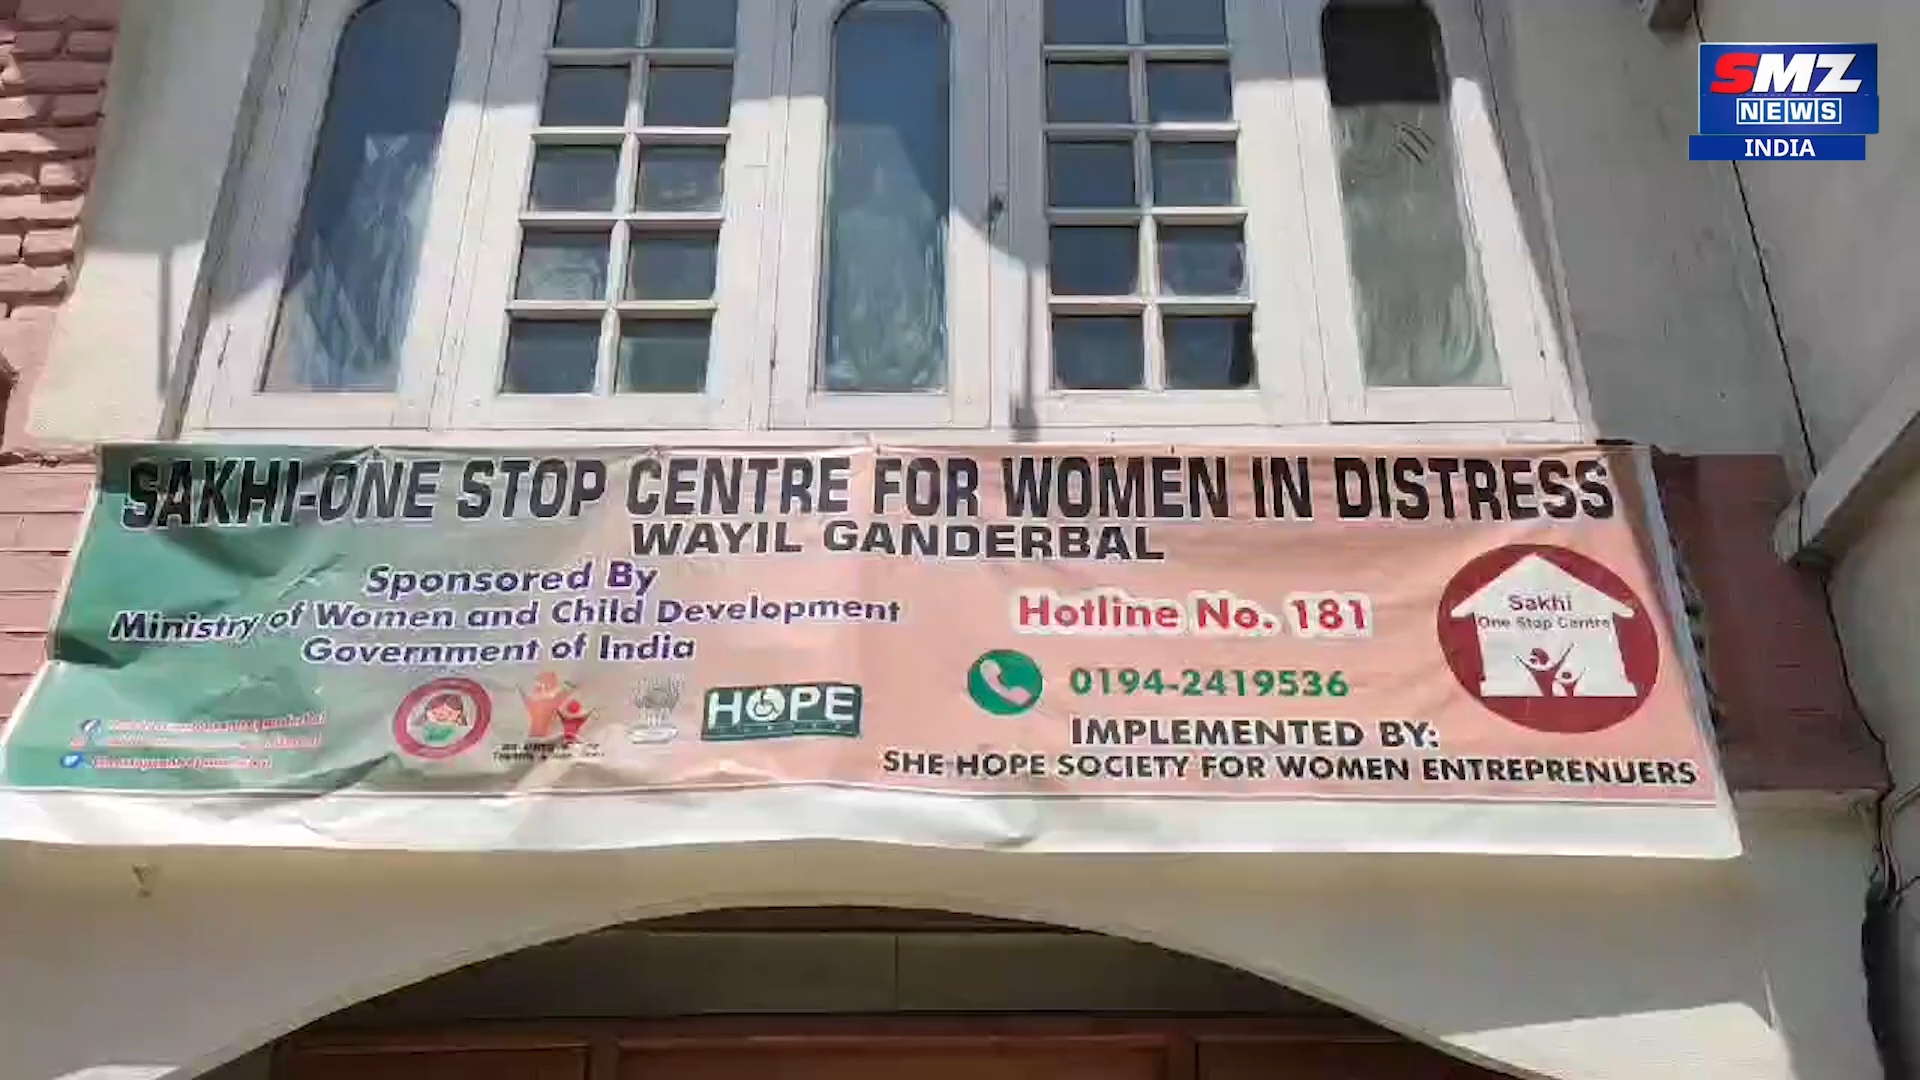 SMZ
NEWS
INDIA
SAKHI-ONE STOP CENTRE FOR WOMEN IN DISTRESS
WAYIL GANDERBAL
Sponsored By
Ministry of Women and Child Development
Government of India
Hotline No. 181
0194-2419536
IMPLEMENTED BY:
SHE-HOPE SOCIETY FOR WOMEN ENTREPRENUERS
Sakhi
One Stop Centre
HOPE